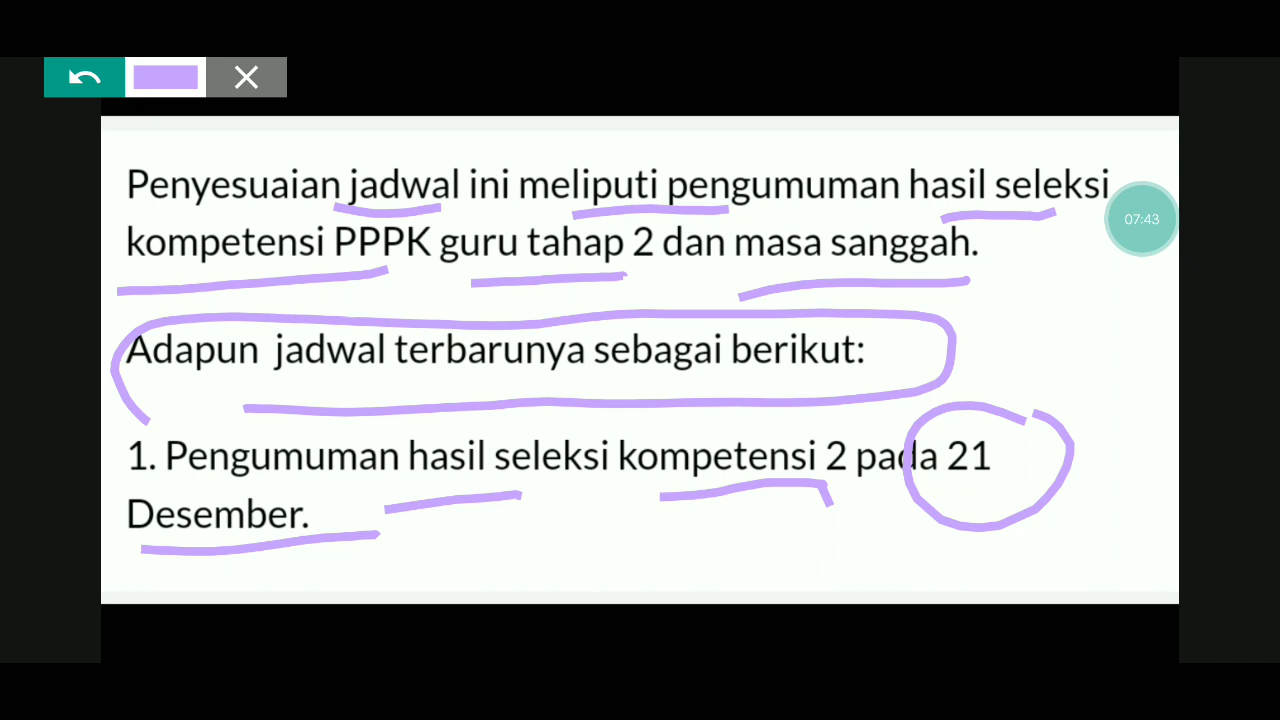 Penyesuaian jadwal ini meliputi pengumuman hasil seleksi
07:43
kompetensi PPPK guru tahap 2 dan masa sanggah.
Adapun jadwal terbarunya sebagai berikut:
1. Pengumuman hasil seleksi kompetensi 2 pada 21
Desember.